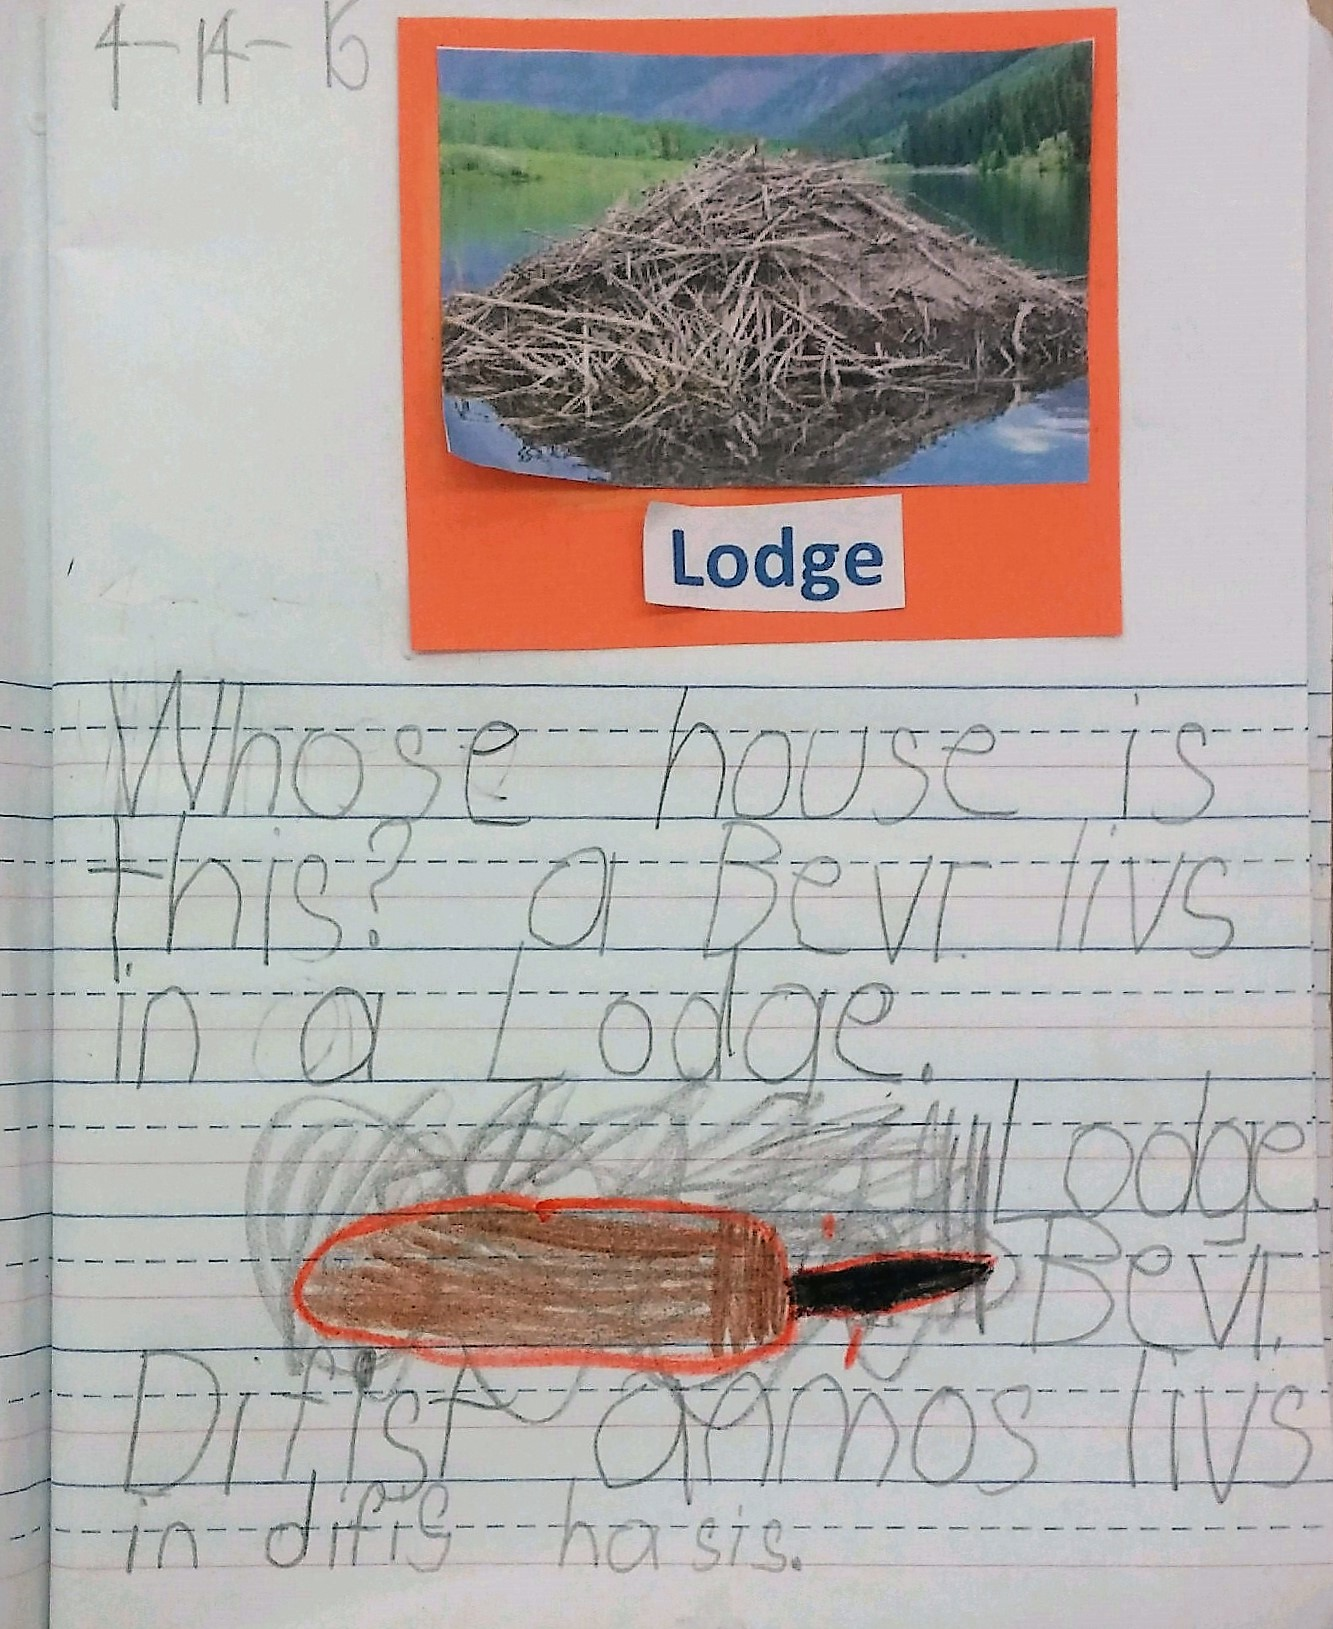 4-14-15
Lodge
Whose house is
this? a Bevr livs
in a Lodge.
Lodge
Bevr.
Difist anmos livs
in difis hasis.